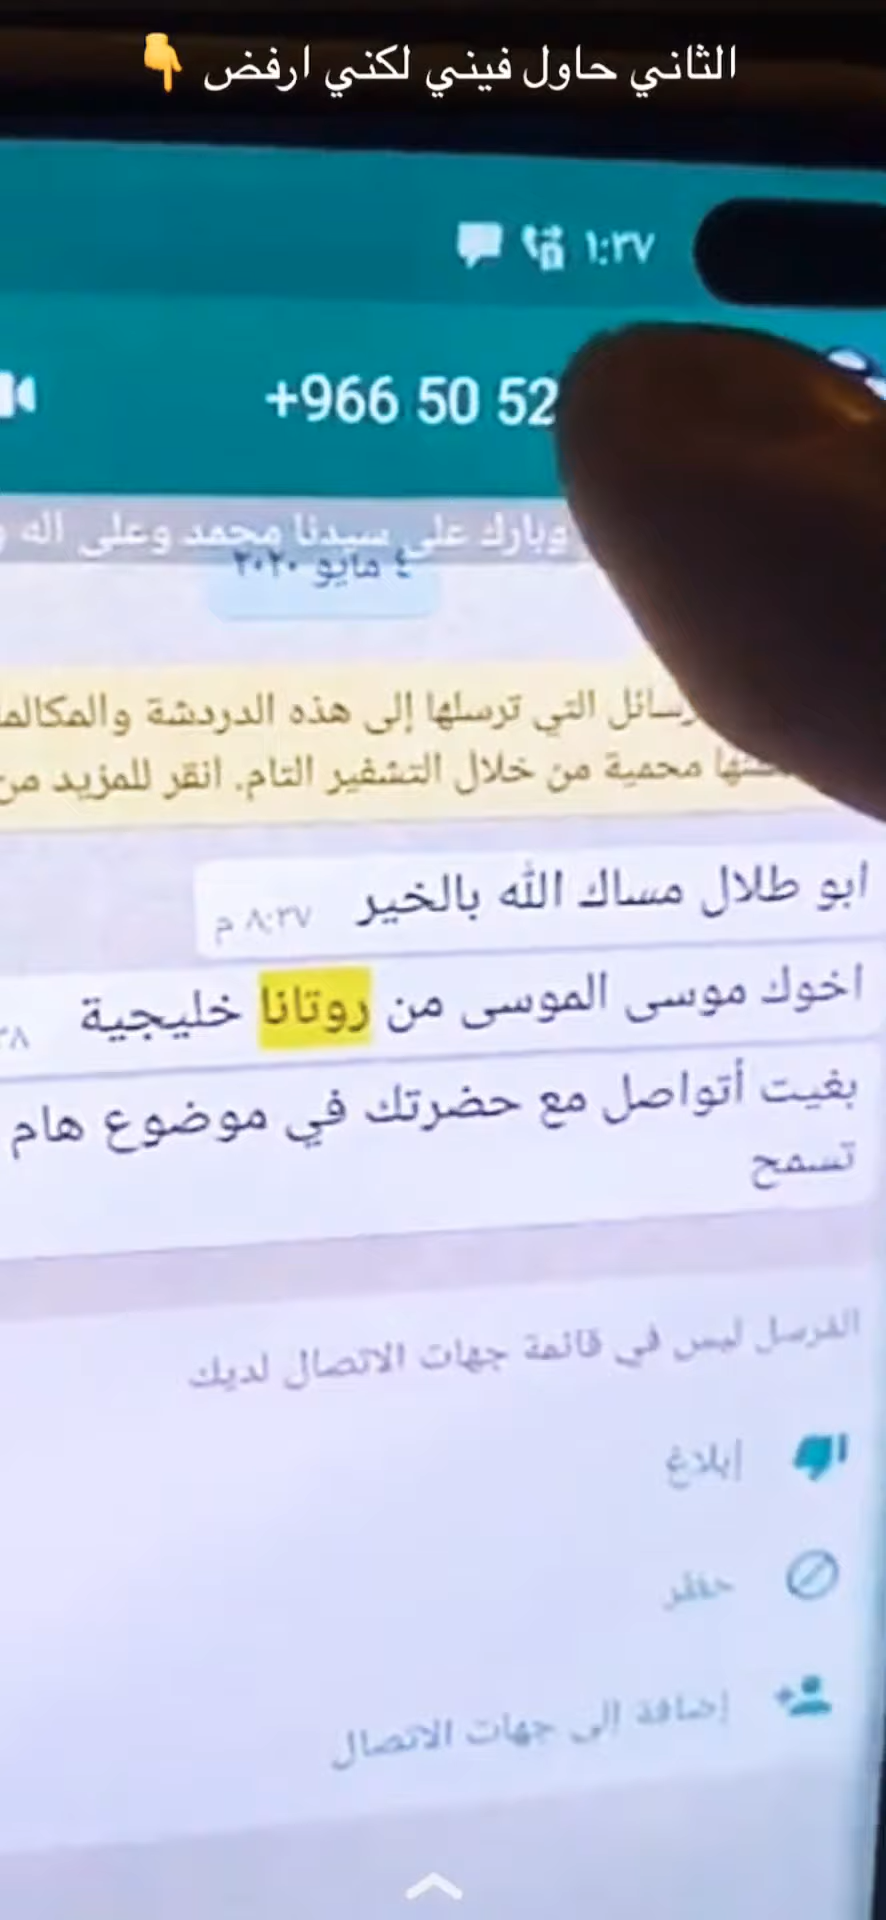 الثاني حاول فيني لكني ارفض 👇
١:٣٧
+966 50 52
وبارك على سيدنا محمد وعلى اله
٤ مايو ٢٠٢٠
التي ترسلها إلى هذه الدردشة
محمية من خلال التشفير التام. انقر للمزيد من
ابو طلال مساك الله بالخير
٨:٣٧ م
اخوك موسى الموسى من روتانا خليجية
بغيت أتواصل مع حضرتك في موضوع هام
تسمح
المرسل ليس في قائمة جهات الاتصال لديك
إبلاغ
حظر
إضافة إلى جهات الاتصال